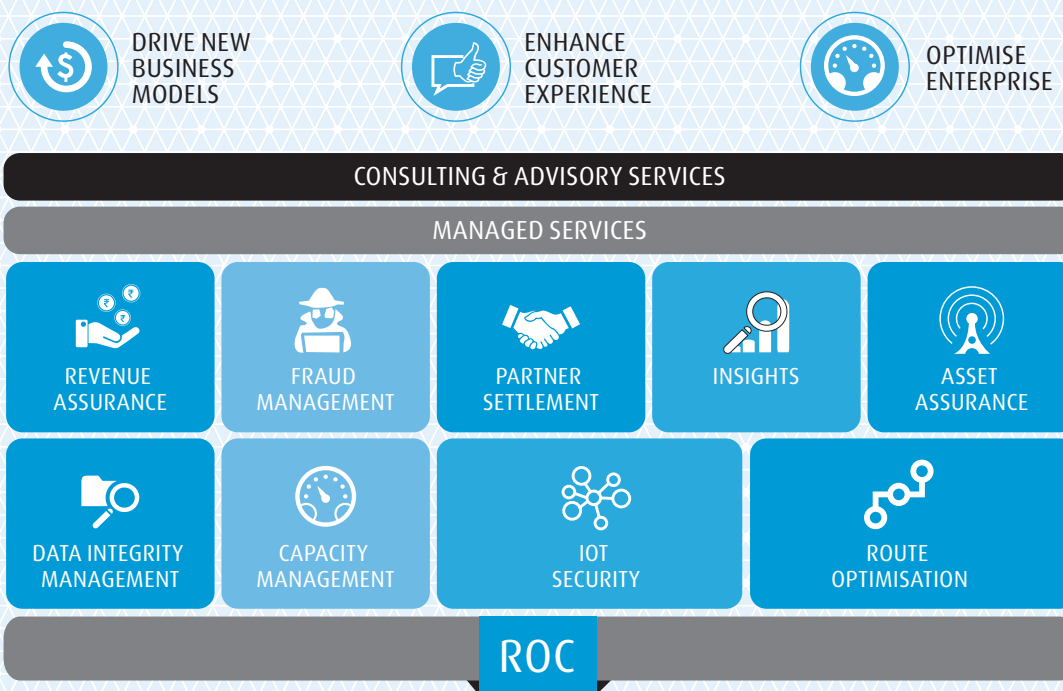 DRIVE NEW
BUSINESS
MODELS
ENHANCE
CUSTOMER
EXPERIENCE
OPTIMISE
ENTERPRISE
CONSULTING & ADVISORY SERVICES
MANAGED SERVICES
REVENUE
ASSURANCE
FRAUD
MANAGEMENT
PARTNER
SETTLEMENT
INSIGHTS
ASSET
ASSURANCE
DATA INTEGRITY
MANAGEMENT
CAPACITY
MANAGEMENT
IOT
SECURITY
ROUTE
OPTIMISATION
ROC